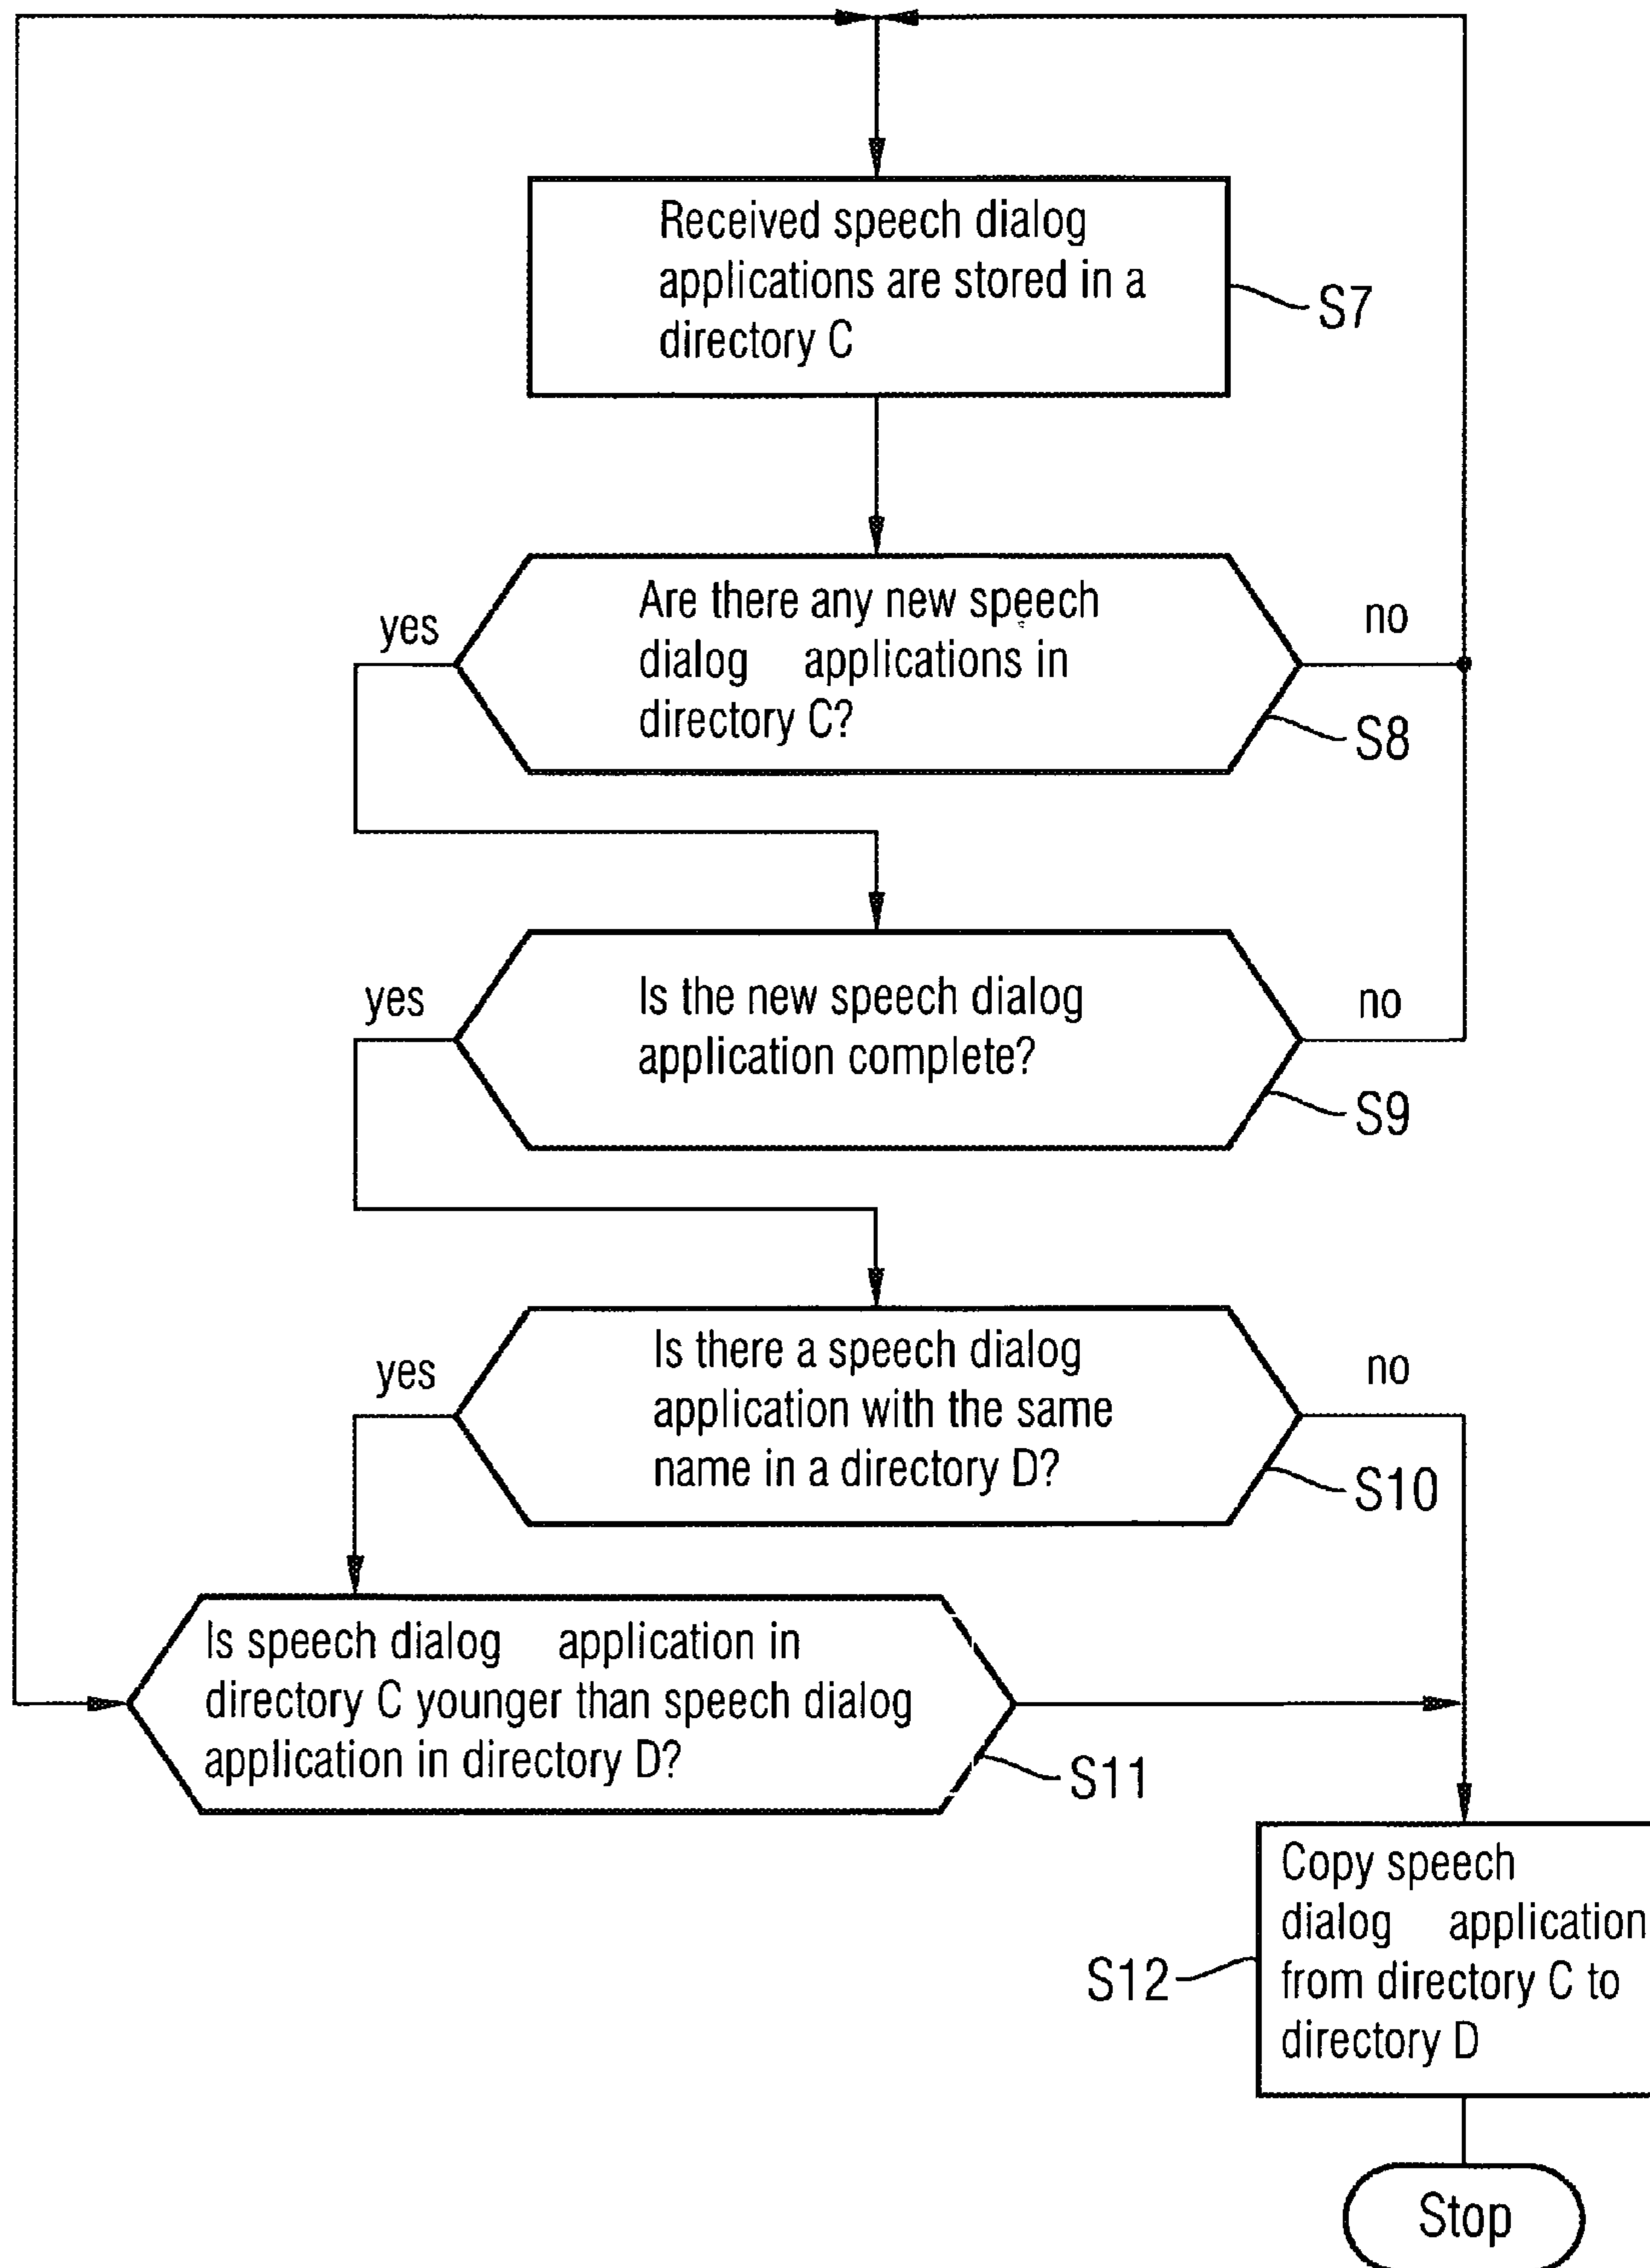 Received speech dialog
applications are stored in a
directory C
S7
Are there any new speech
dialog applications in
directory C?
yes
no
S8
Is the new speech dialog
application complete?
yes
no
S9
Is there a speech dialog
application with the same
name in a directory D?
yes
no
S10
Is speech dialog application in
directory C younger than speech dialog
application in directory D?
S11
Copy speech
dialog application
from directory C to
directory D
S12
Stop